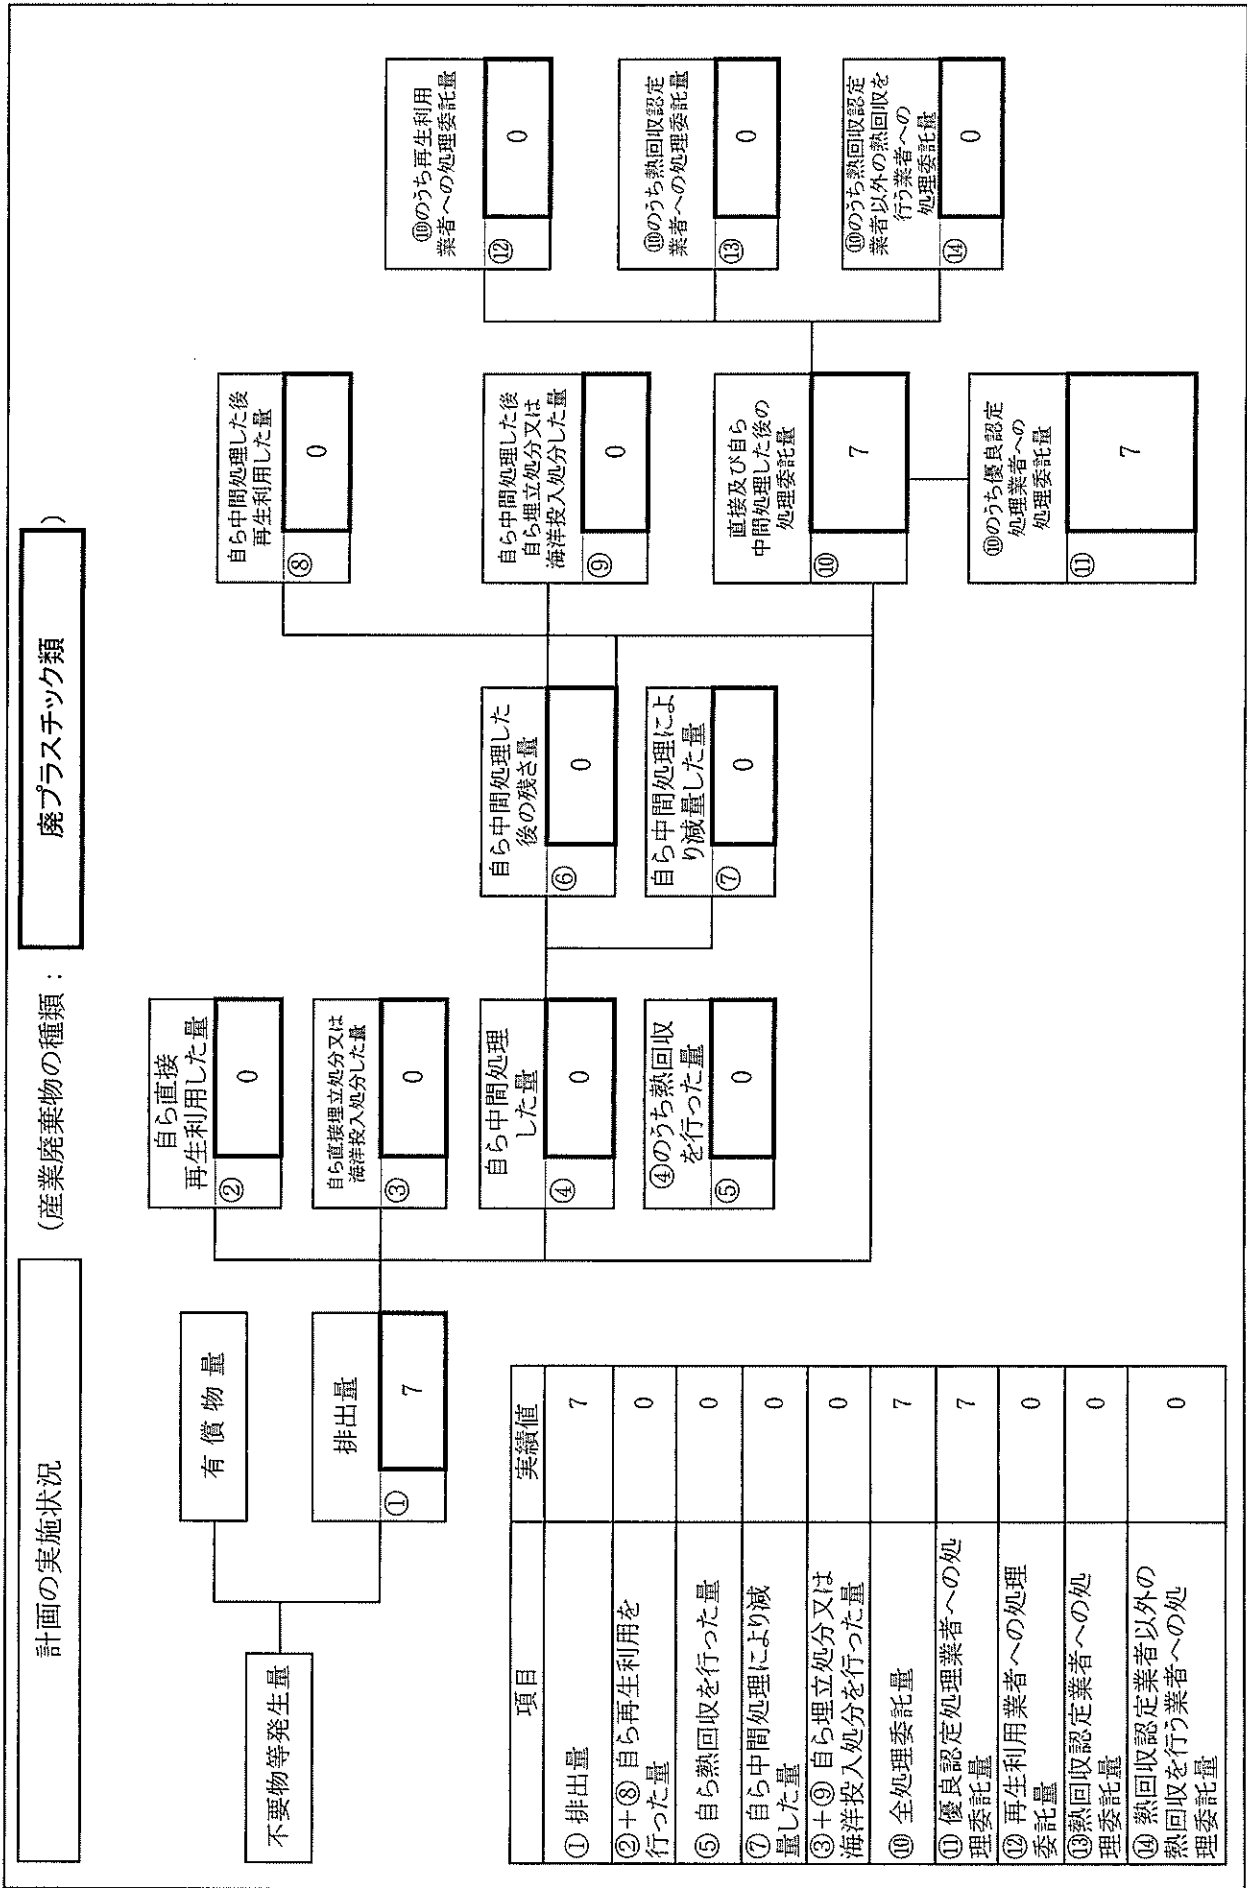 計画の実施状況
(産業廃棄物の種類：
廃プラスチック類
)
不要物等発生量
有 償 物 量
排出量
① 7
自ら直接
再生利用した量
② 0
自ら直接埋立処分又は
海洋投入処分した量
③ 0
自ら中間処理
した量
④ 0
④のうち熱回収
を行った量
⑤ 0
自ら中間処理した
後の残さ量
⑥ 0
自ら中間処理によ
り減量した量
⑦ 0
自ら中間処理した後
再生利用した量
⑧ 0
自ら中間処理した後
自ら埋立処分又は
海洋投入処分した量
⑨ 0
直接及び自ら
中間処理した後の
処理委託量
⑩ 7
⑩のうち優良認定
処理業者への
処理委託量
⑪ 7
⑩のうち再生利用
業者への処理委託量
⑫ 0
⑩のうち熱回収認定
業者への処理委託量
⑬ 0
⑩のうち熱回収認定
業者以外の熱回収を
行う業者への
処理委託量
⑭ 0
項目 実績値
① 排出量 7
②＋⑧ 自ら再生利用を
行った量 0
⑤ 自ら熱回収を行った量 0
⑦ 自ら中間処理により減
量した量 0
③＋⑨ 自ら埋立処分又は
海洋投入処分を行った量 0
⑩ 全処理委託量 7
⑪ 優良認定処理業者への処
理委託量 7
⑫ 再生利用業者への処理
委託量 0
⑬熱回収認定業者への処
理委託量 0
⑭ 熱回収認定業者以外の
熱回収を行う業者への処
理委託量 0